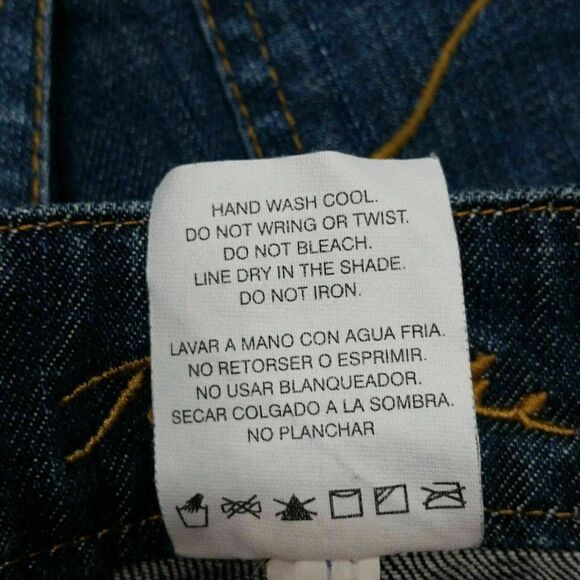 HAND WASH COOL.
DO NOT WRING OR TWIST.
DO NOT BLEACH.
LINE DRY IN THE SHADE.
DO NOT IRON.
LAVAR A MANO CON AGUA FRIA.
NO RETORSER O ESPRIMIR.
NO USAR BLANQUEADOR.
SECAR COLGADO A LA SOMBRA.
NO PLANCHAR